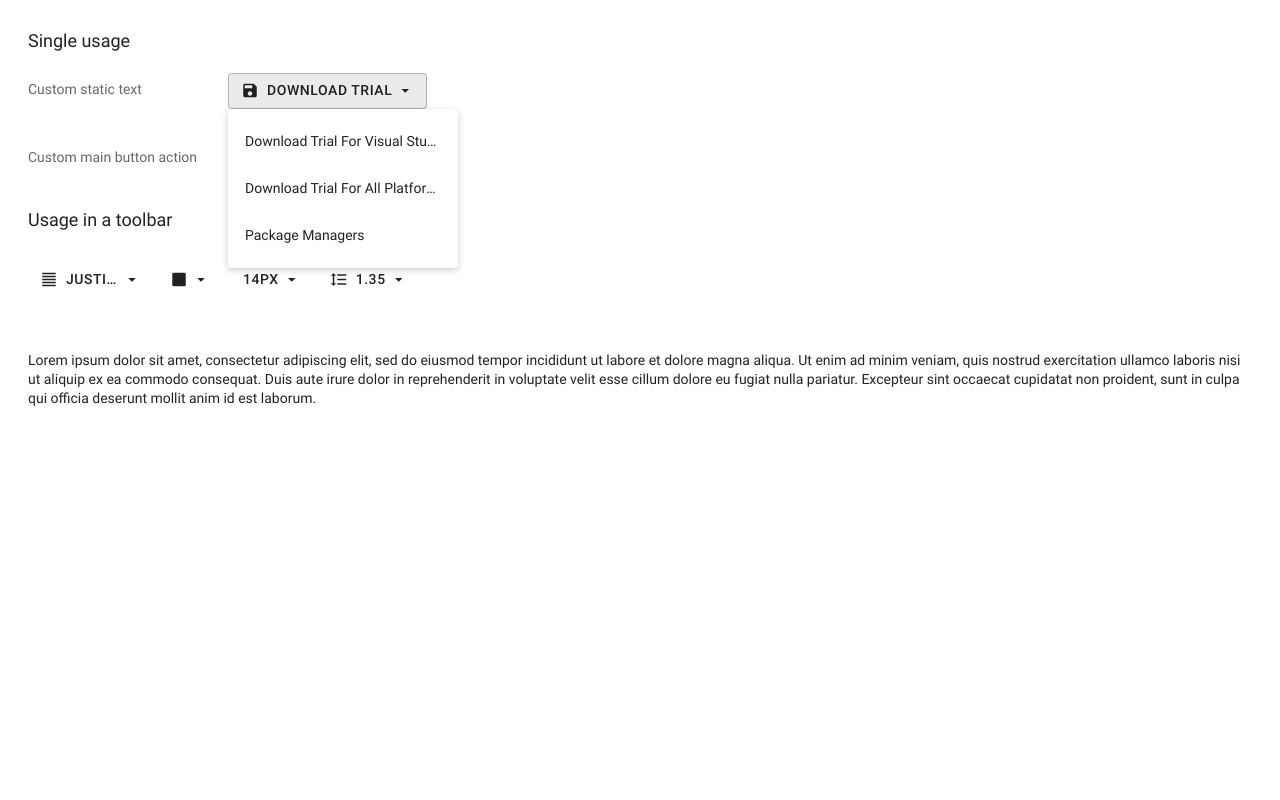 Single usage
Custom static text
DOWNLOAD TRIAL
Download Trial For Visual Stu...
Download Trial For All Platfor...
Package Managers
Custom main button action
Usage in a toolbar
JUSTI... 14PX 1.35
Lorem ipsum dolor sit amet, consectetur adipiscing elit, sed do eiusmod tempor incididunt ut labore et dolore magna aliqua. Ut enim ad minim veniam, quis nostrud exercitation ullamco laboris nisi
ut aliquip ex ea commodo consequat. Duis aute irure dolor in reprehenderit in voluptate velit esse cillum dolore eu fugiat nulla pariatur. Excepteur sint occaecat cupidatat non proident, sunt in culpa
qui officia deserunt mollit anim id est laborum.